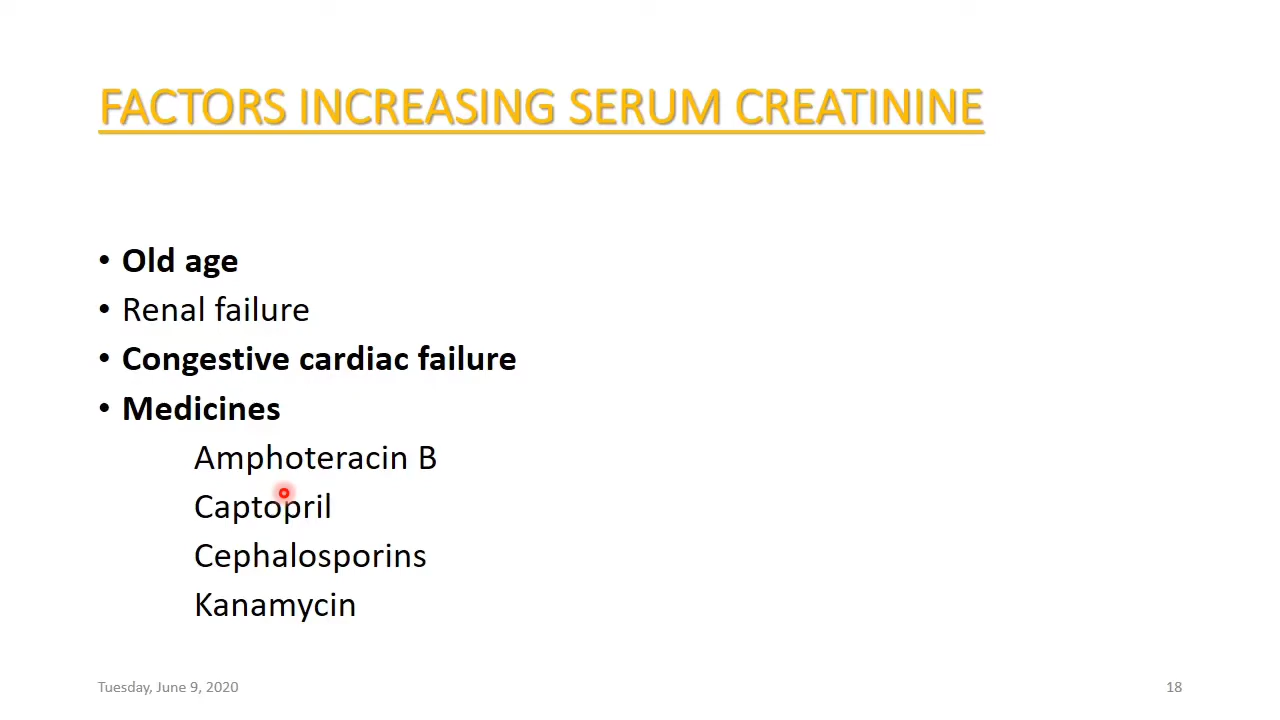 FACTORS INCREASING SERUM CREATININE
• Old age
• Renal failure
• Congestive cardiac failure
• Medicines
Amphoteracin B
Captopril
Cephalosporins
Kanamycin
Tuesday, June 9, 2020
18